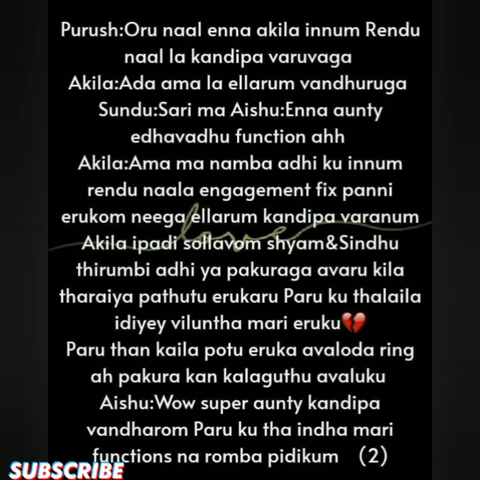 Purush:Oru naal enna akila innum Rendu
naal la kandipa varuvaga
Akila:Ada ama la ellarum vandhuruga
Sundu:Sari ma Aishu:Enna aunty
edhavadhu function ahh
Akila:Ama ma namba adhi ku innum
rendu naala engagement fix panni
erukom neega ellarum kandipa varanum
Akila ipadi sollavom shyam&Sindhu
thirumbi adhi ya pakuraga avaru kila
tharaiya pathutu erukaru Paru ku thalaila
idiyey viluntha mari eruku💔
Paru than kaila potu eruka avaloda ring
ah pakura kan kalaguthu avaluku
Aishu:Wow super aunty kandipa
vandharom Paru ku tha indha mari
functions na romba pidikum (2)
love
SUBSCRIBE